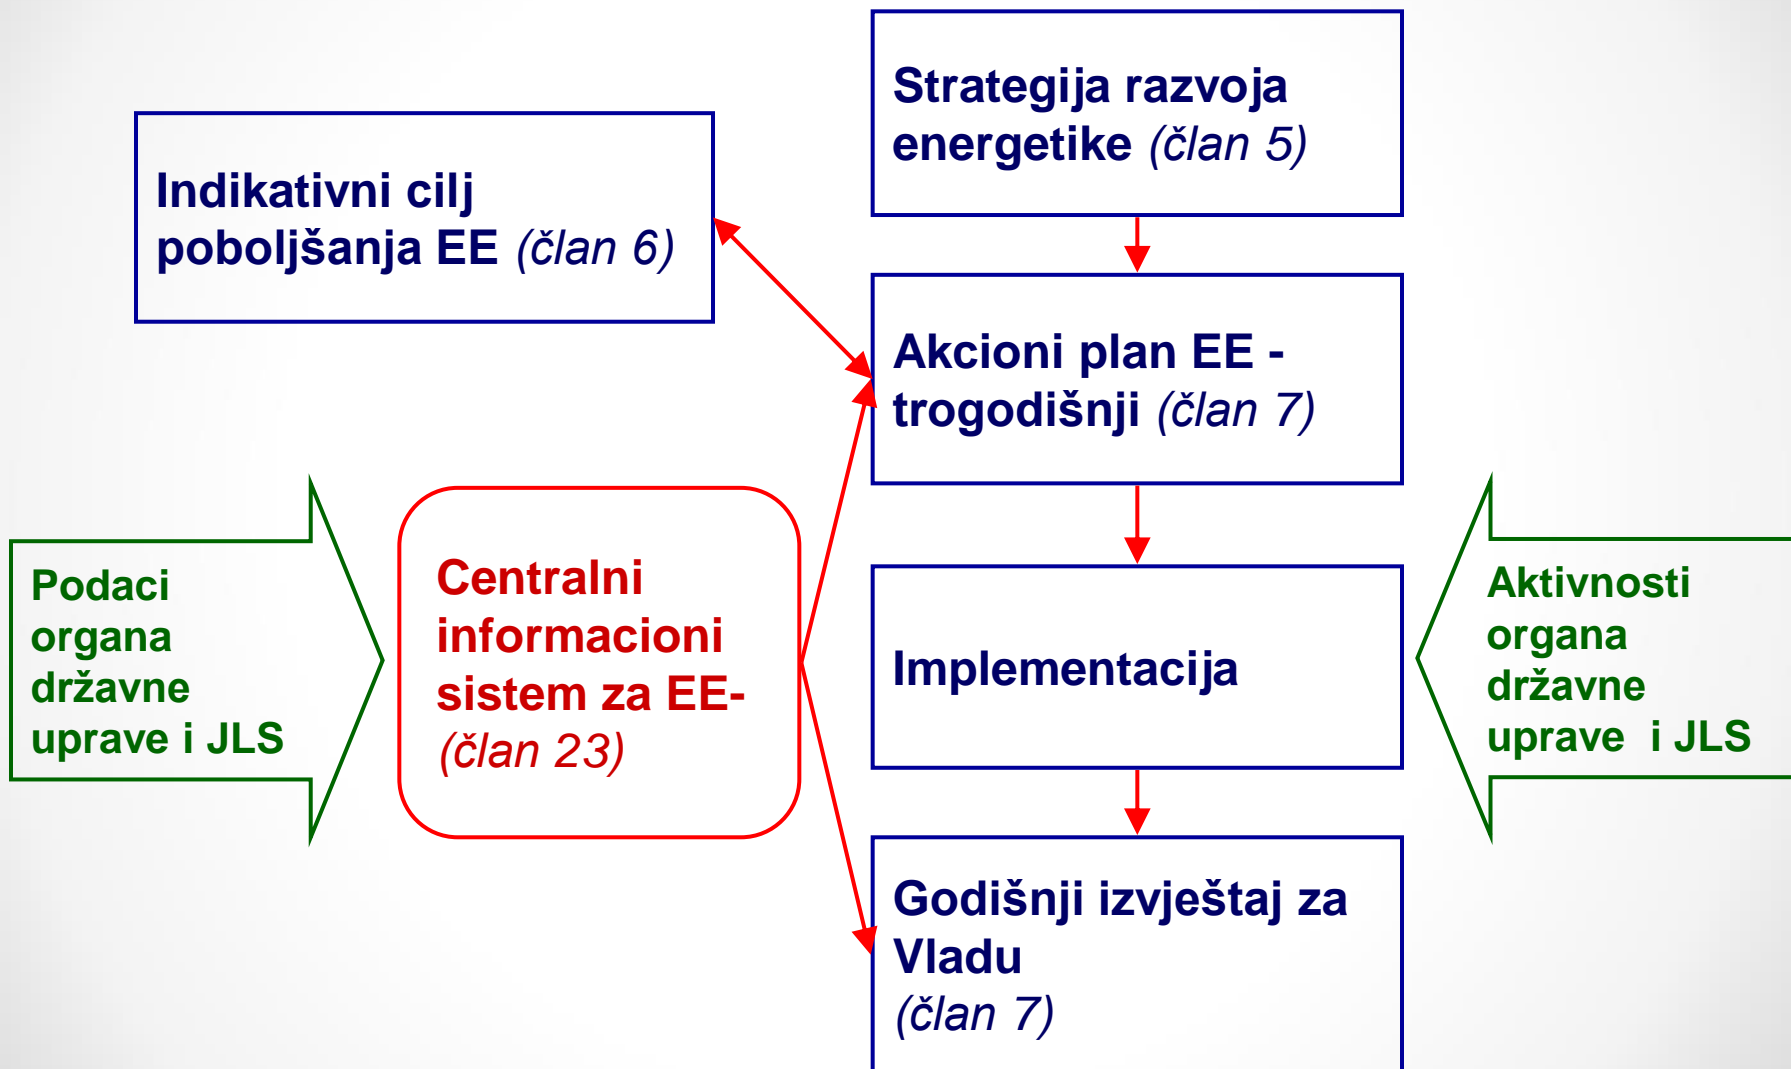 Strategija razvoja
energetike (član 5)
Indikativni cilj
poboljšanja EE (član 6)
Akcioni plan EE -
trogodišnji (član 7)
Podaci
organa
državne
uprave i JLS
Centralni
informacioni
sistem za EE-
(član 23)
Implementacija
Aktivnosti
organa
državne
uprave  i JLS
Godišnji izvještaj za
Vladu
(član 7)